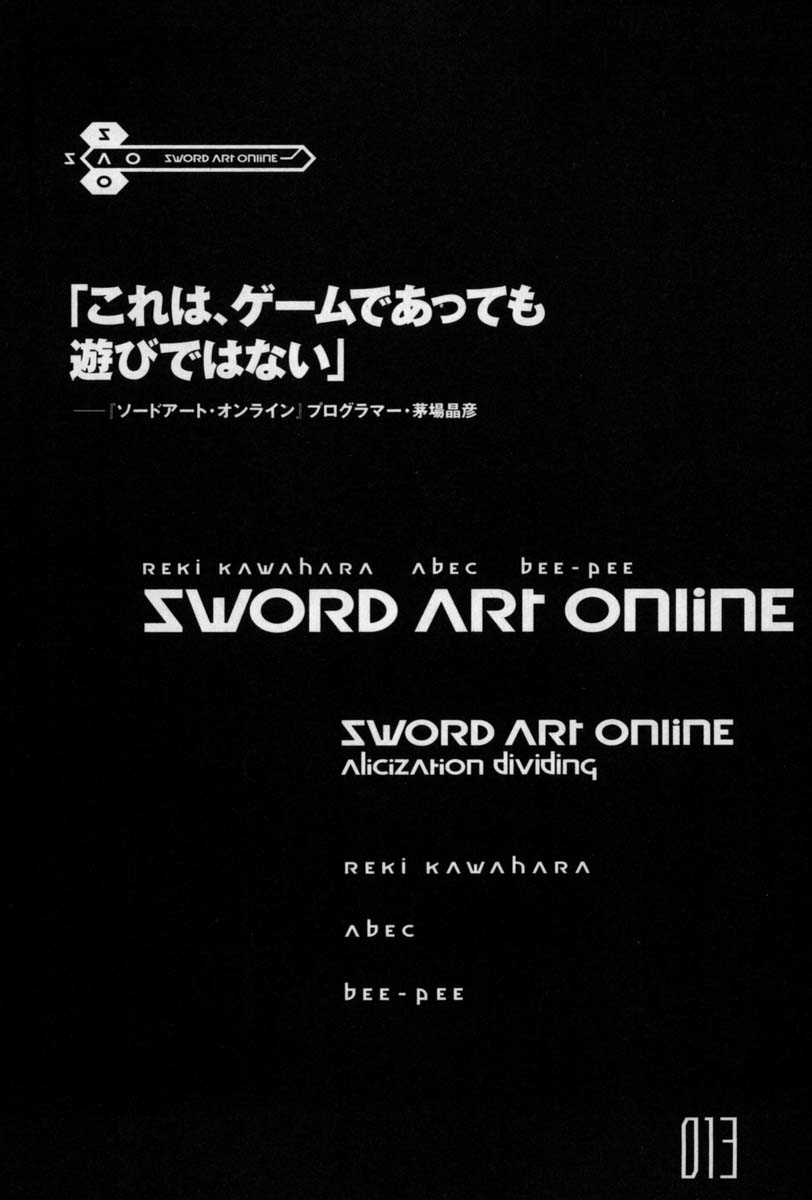 S
SAO SWORD ART ONLINE
O
「これは、ゲームであっても
遊びではない」
――『ソードアート・オンライン』プログラマー・茅場晶彦
REKI KAWAHARA abEC bEE-pEE
SWORD ART ONLINE
SWORD ART ONLINE
Alicization dividing
REKI KAWAHARA
abEC
bEE-pEE
013